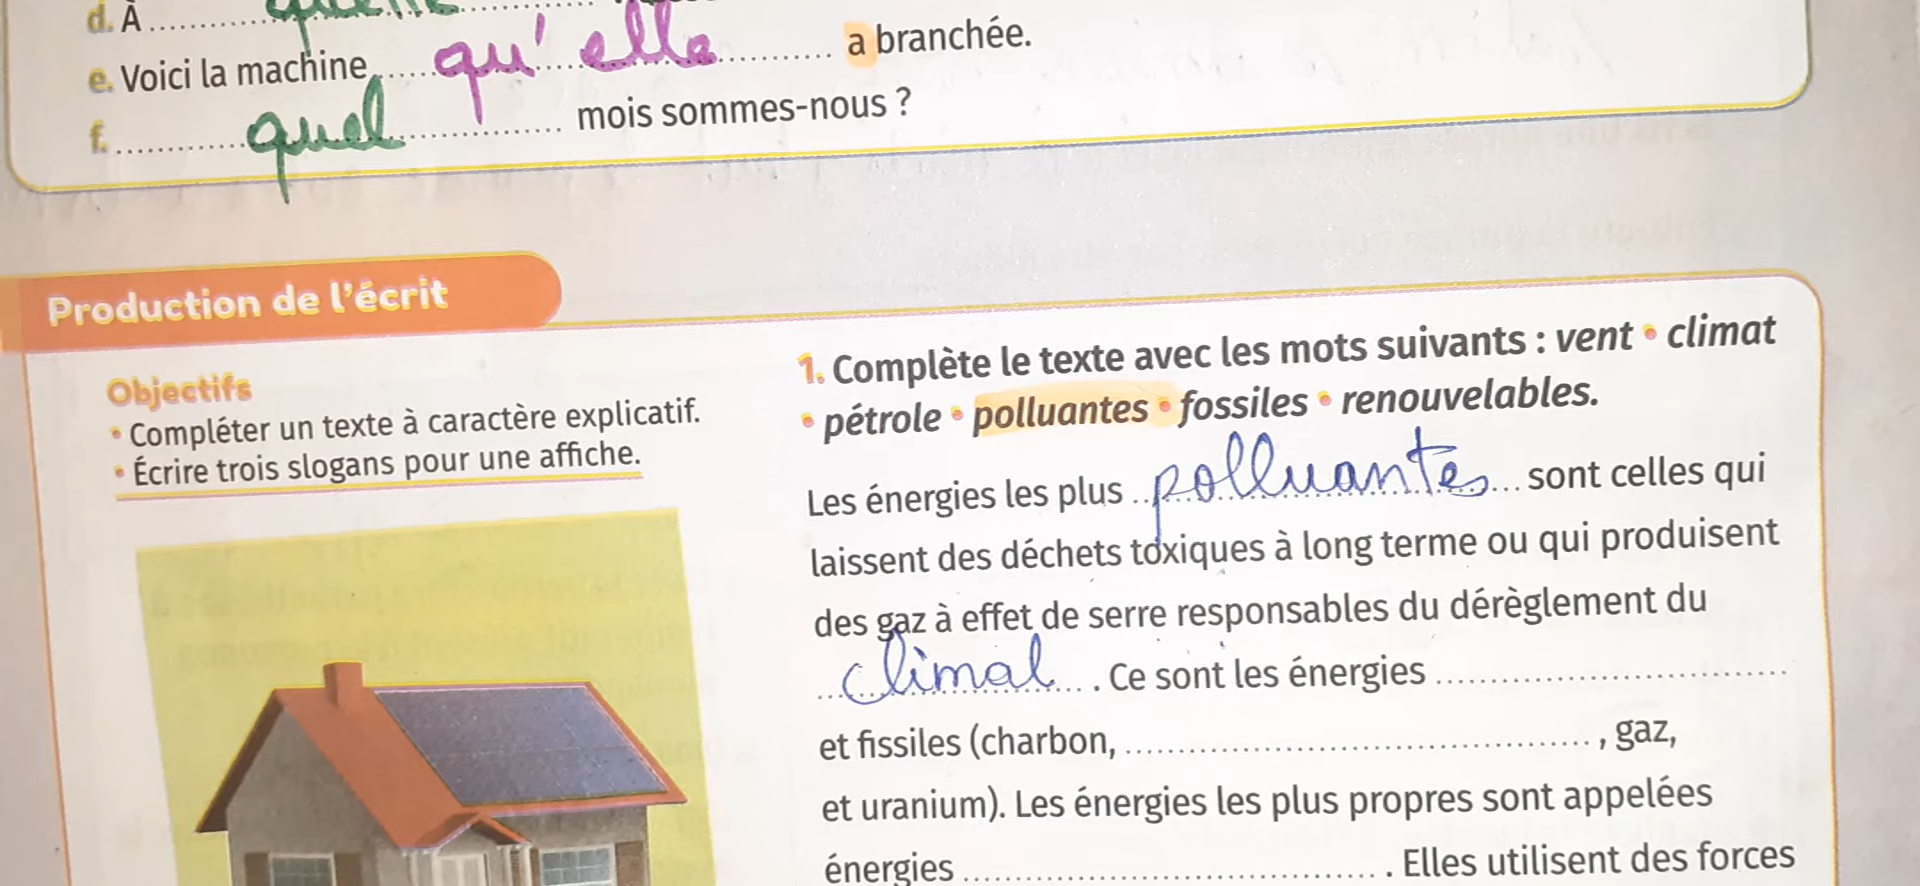 d. À ............ quelle
e. Voici la machine ..... qu' elle ............ a branchée.
f. ............ quel ............ mois sommes-nous ?
Production de l'écrit
Objectifs
• Compléter un texte à caractère explicatif.
• Écrire trois slogans pour une affiche.
1. Complète le texte avec les mots suivants : vent • climat
• pétrole • polluantes • fossiles • renouvelables.
Les énergies les plus .. polluantes ... sont celles qui
laissent des déchets toxiques à long terme ou qui produisent
des gaz à effet de serre responsables du dérèglement du
... climal .... . Ce sont les énergies ............
et fissiles (charbon, ............ , gaz,
et uranium). Les énergies les plus propres sont appelées
énergies ............ . Elles utilisent des forces